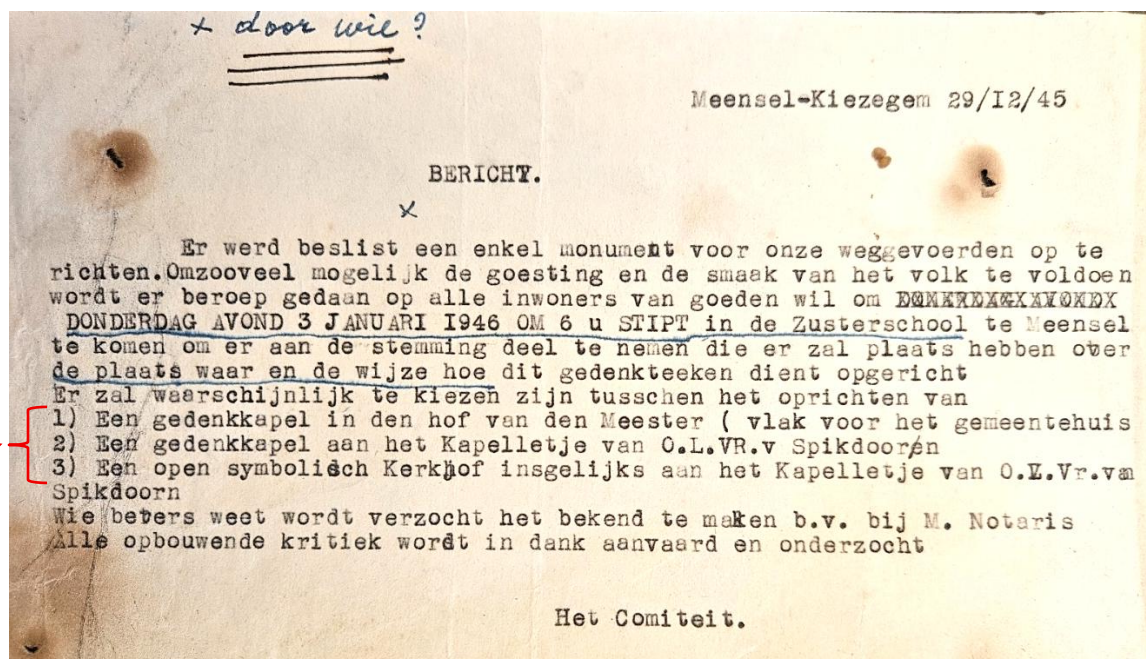 x door wie?
Meensel-Kiezegem 29/I2/45
BERICHT.
x
Er werd beslist een enkel monument voor onze weggevoerden op te
richten.Omzooveel mogelijk de goesting en de smaak van het volk te voldoen
wordt er beroep gedaan op alle inwoners van goeden wil om
DONDERDAG AVOND 3 JANUARI I946 OM 6 u STIPT in de Zusterschool te Meensel
te komen om er aan de stemming deel te nemen die er zal plaats hebben over
de plaats waar en de wijze hoe dit gedenkteeken dient opgericht
Er zal waarschijnlijk te kiezen zijn tusschen het oprichten van
1) Een gedenkkapel in den hof van den Meester ( vlak voor het gemeentehuis
2) Een gedenkkapel aan het Kapelletje van O.L.VR.v Spikdoorn
3) Een open symbolisch Kerkhof insgelijks aan het Kapelletje van O.L.Vr.van
Spikdoorn
Wie beters weet wordt verzocht het bekend te maken b.v. bij M. Notaris
Alle opbouwende kritiek wordt in dank aanvaard en onderzocht
Het Comiteit.